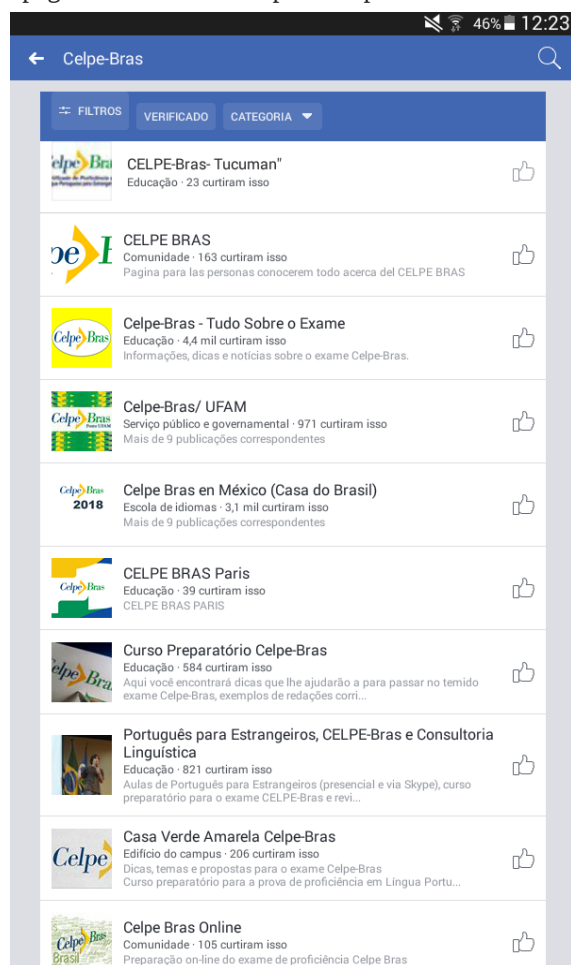 46% 12:23
Celpe-Bras
FILTROS
VERIFICADO
CATEGORIA
CELPE-Bras- Tucuman"
Educação · 23 curtiram isso
CELPE BRAS
Comunidade · 163 curtiram isso
Pagina para las personas conocerem todo acerca del CELPE BRAS
Celpe-Bras - Tudo Sobre o Exame
Educação · 4,4 mil curtiram isso
Informações, dicas e notícias sobre o exame Celpe-Bras.
Celpe-Bras/ UFAM
Serviço público e governamental · 971 curtiram isso
Mais de 9 publicações correspondentes
Celpe Bras
2018
Celpe Bras en México (Casa do Brasil)
Escola de idiomas · 3,1 mil curtiram isso
Mais de 9 publicações correspondentes
CELPE BRAS Paris
Educação · 39 curtiram isso
CELPE BRAS PARIS
Curso Preparatório Celpe-Bras
Educação · 584 curtiram isso
Aqui você encontrará dicas que lhe ajudarão a para passar no temido
exame Celpe-Bras, exemplos de redações corri...
Português para Estrangeiros, CELPE-Bras e Consultoria
Linguística
Educação · 821 curtiram isso
Aulas de Português para Estrangeiros (presencial e via Skype), curso
preparatório para o exame CELPE-Bras e revi...
Celpe
Casa Verde Amarela Celpe-Bras
Edifício do campus · 206 curtiram isso
Dicas, temas e propostas para o exame Celpe-Bras
Curso preparatório para a prova de proficiência em Língua Portu...
Celpe Bras
Brasil
Celpe Bras Online
Comunidade · 105 curtiram isso
Preparação on-line do exame de proficiência Celpe Bras